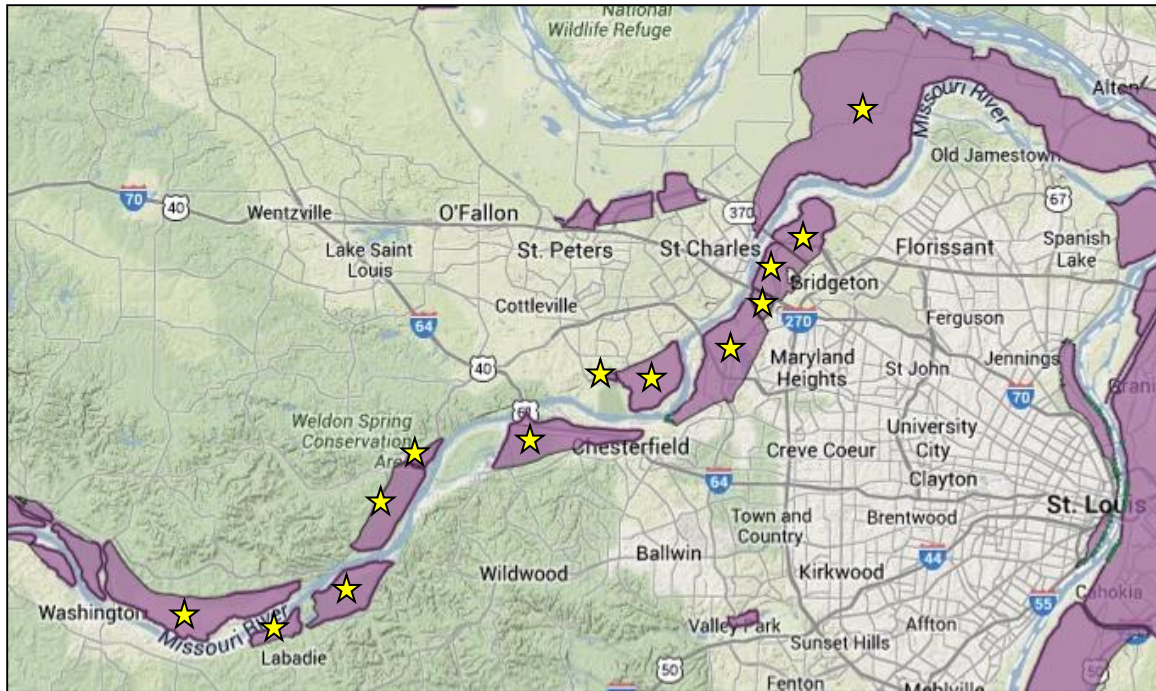 National
Wildlife Refuge
Alton
Missouri River
Old Jamestown
70
40
Wentzville
O'Fallon
370
67
St. Peters
St Charles
Florissant
Spanish
Lake
Lake Saint
Louis
Bridgeton
Cottleville
64
270
Ferguson
40
Maryland
Heights
St John
Jennings
70
61
Weldon Spring
Conservation
Chesterfield
University
City
Creve Coeur
64
Clayton
St. Louis
Town and
Country
Brentwood
Ballwin
44
Wildwood
Kirkwood
Washington
Missouri River
55
Cahokia
Valley Park
Affton
Labadie
Sunset Hills
50
50
Fenton